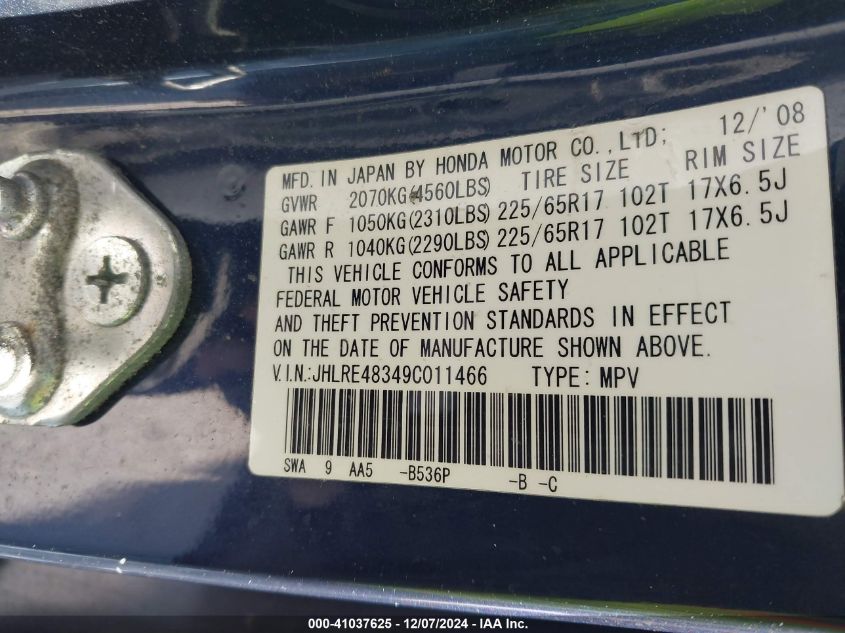 MFD. IN JAPAN BY HONDA MOTOR CO.,LTD; 12/'08
GVWR 2070KG(4560LBS) TIRE SIZE RIM SIZE
GAWR F 1050KG(2310LBS) 225/65R17 102T 17X6.5J
GAWR R 1040KG(2290LBS) 225/65R17 102T 17X6.5J
THIS VEHICLE CONFORMS TO ALL APPLICABLE
FEDERAL MOTOR VEHICLE SAFETY
AND THEFT PREVENTION STANDARDS IN EFFECT
ON THE DATE OF MANUFACTURE SHOWN ABOVE.
V.I.N.:JHLRE48349C011466 TYPE: MPV
SWA 9 AA5 -B536P -B -C
000-41037625 - 12/07/2024 - IAAI Inc.